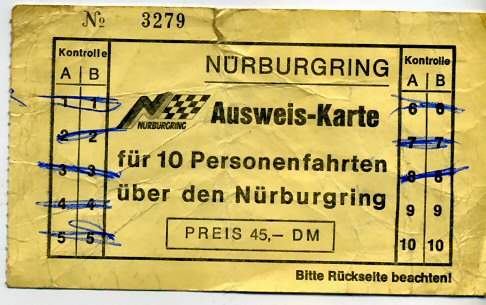 № 3279
Kontrolle
A B
1 1
2 2
3 3
4 4
5 5
NÜRBURGRING
NÜRBURGRING
Ausweis-Karte
für 10 Personenfahrten
über den Nürburgring
PREIS 45,– DM
Kontrolle
A B
6 6
7 7
8 8
9 9
10 10
Bitte Rückseite beachten!